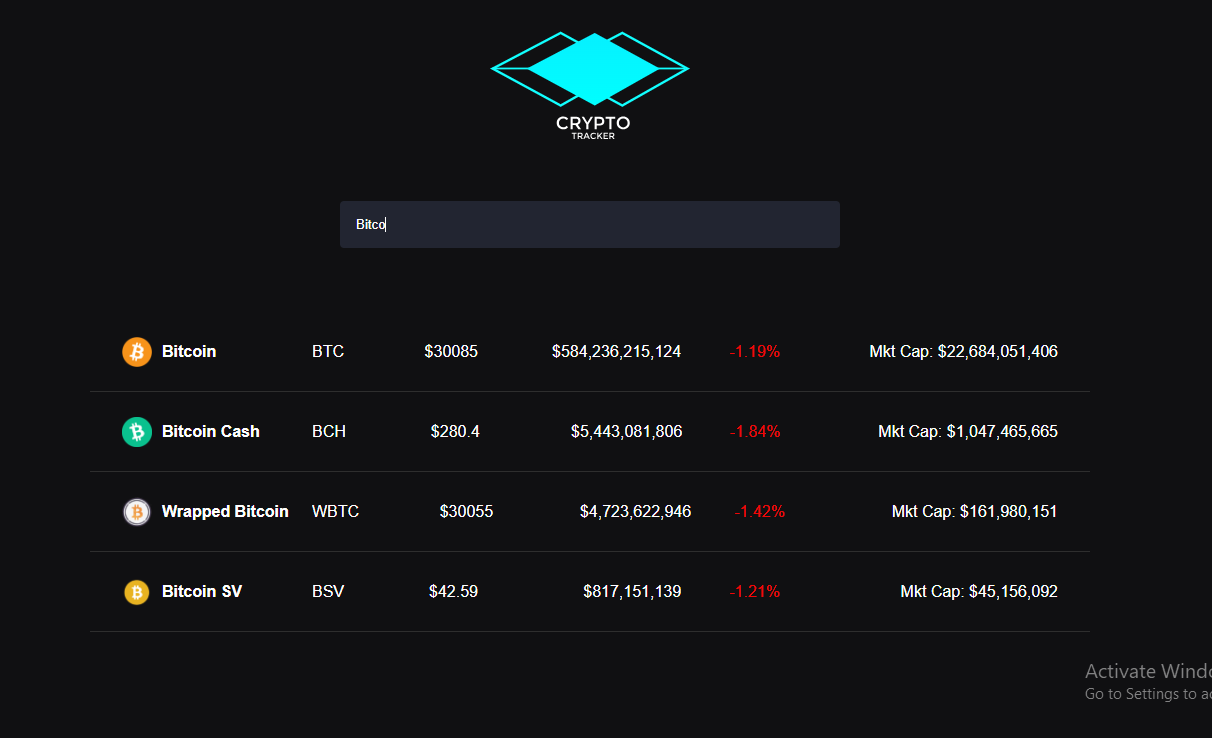 CRYPTO
TRACKER
Bitco
Bitcoin BTC $30085 $584,236,215,124 -1.19% Mkt Cap: $22,684,051,406
Bitcoin Cash BCH $280.4 $5,443,081,806 -1.84% Mkt Cap: $1,047,465,665
Wrapped Bitcoin WBTC $30055 $4,723,622,946 -1.42% Mkt Cap: $161,980,151
Bitcoin SV BSV $42.59 $817,151,139 -1.21% Mkt Cap: $45,156,092
Activate Windo
Go to Settings to ac